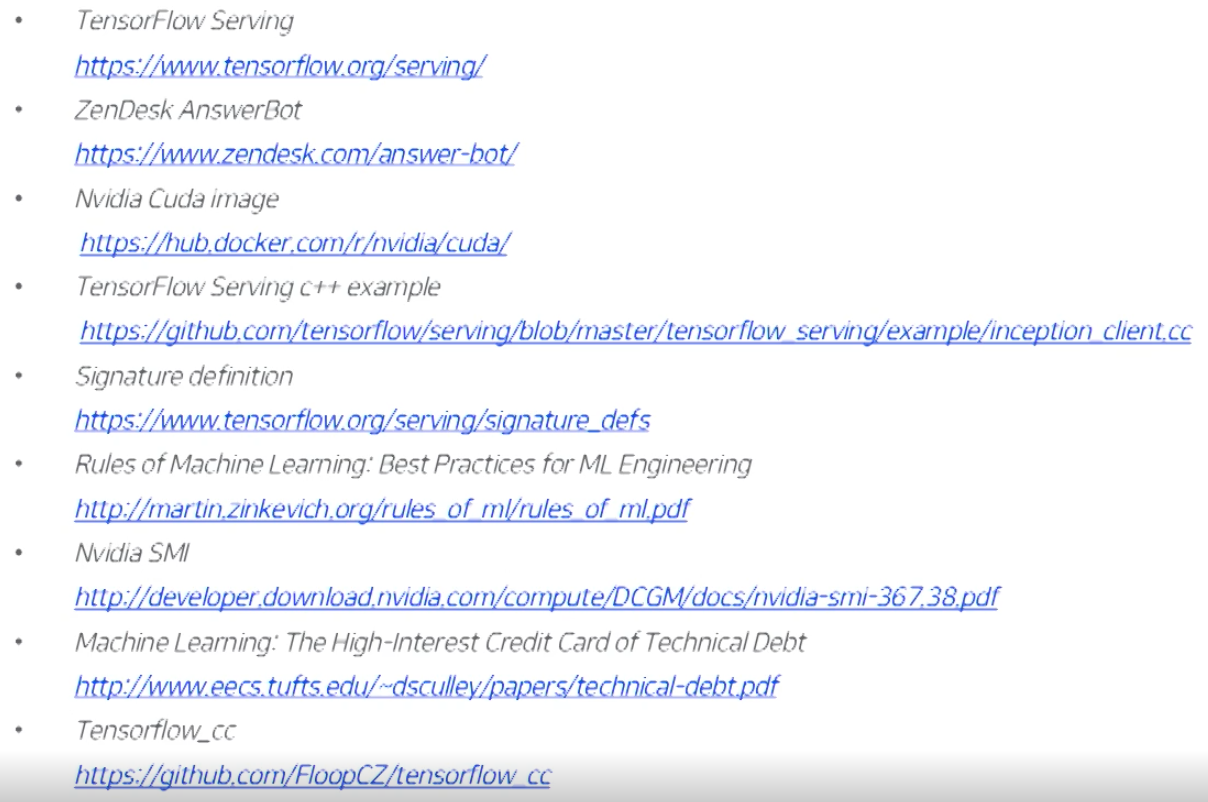 • TensorFlow Serving
https://www.tensorflow.org/serving/
• ZenDesk AnswerBot
https://www.zendesk.com/answer-bot/
• Nvidia Cuda image
https://hub.docker.com/r/nvidia/cuda/
• TensorFlow Serving c++ example
https://github.com/tensorflow/serving/blob/master/tensorflow_serving/example/inception_client.cc
• Signature definition
https://www.tensorflow.org/serving/signature_defs
• Rules of Machine Learning: Best Practices for ML Engineering
http://martin.zinkevich.org/rules_of_ml/rules_of_ml.pdf
• Nvidia SMI
http://developer.download.nvidia.com/compute/DCGM/docs/nvidia-smi-367.38.pdf
• Machine Learning: The High-Interest Credit Card of Technical Debt
http://www.eecs.tufts.edu/~dsculley/papers/technical-debt.pdf
• Tensorflow_cc
https://github.com/FloopCZ/tensorflow_cc